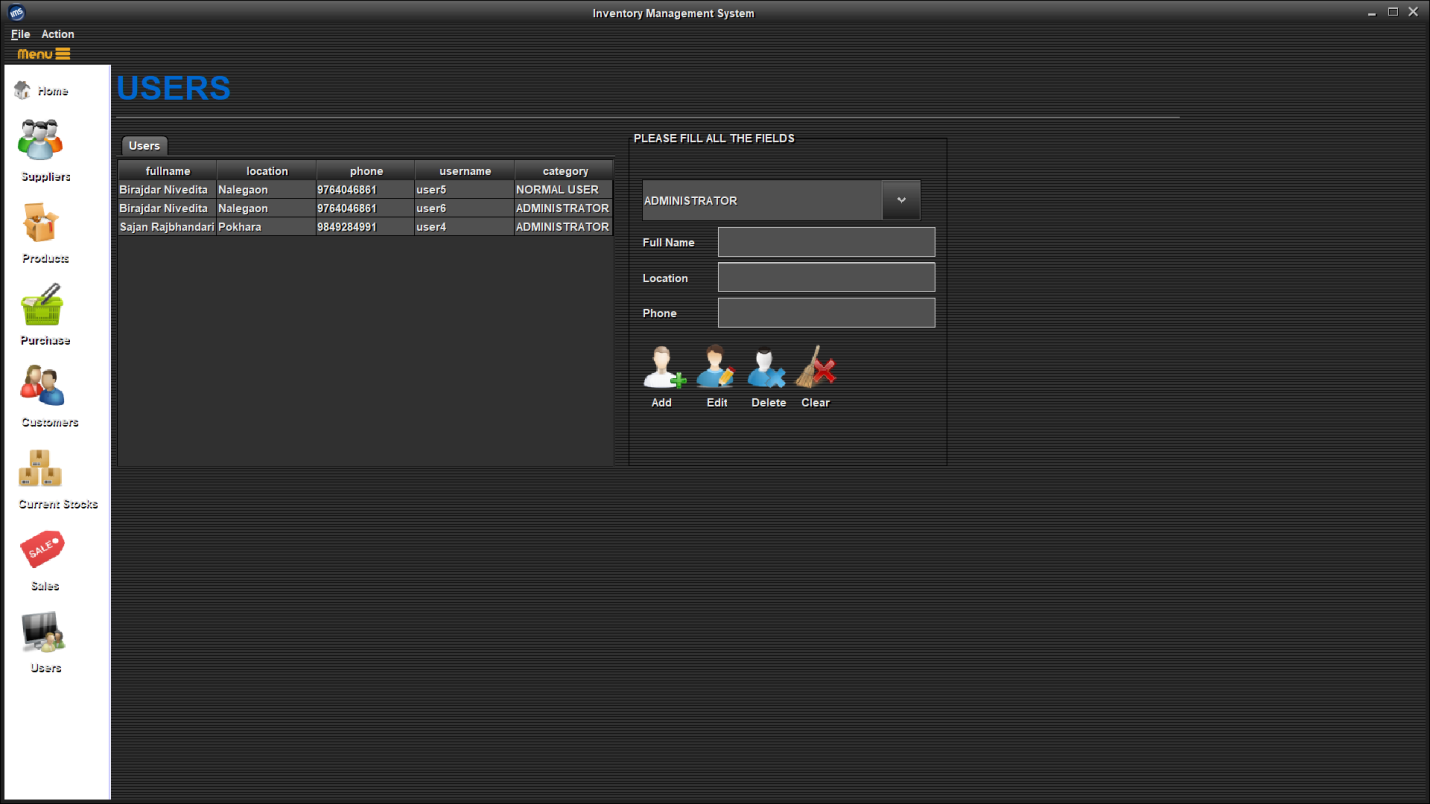 ims
Inventory Management System
File Action
Menu
Home
USERS
Suppliers
Products
Purchase
Customers
Current Stocks
SALE
Sales
Users
Users
fullname location phone username category
Birajdar Nivedita Nalegaon 9764046861 user5 NORMAL USER
Birajdar Nivedita Nalegaon 9764046861 user6 ADMINISTRATOR
Sajan Rajbhandari Pokhara 9849284991 user4 ADMINISTRATOR
PLEASE FILL ALL THE FIELDS
ADMINISTRATOR
Full Name
Location
Phone
Add Edit Delete Clear